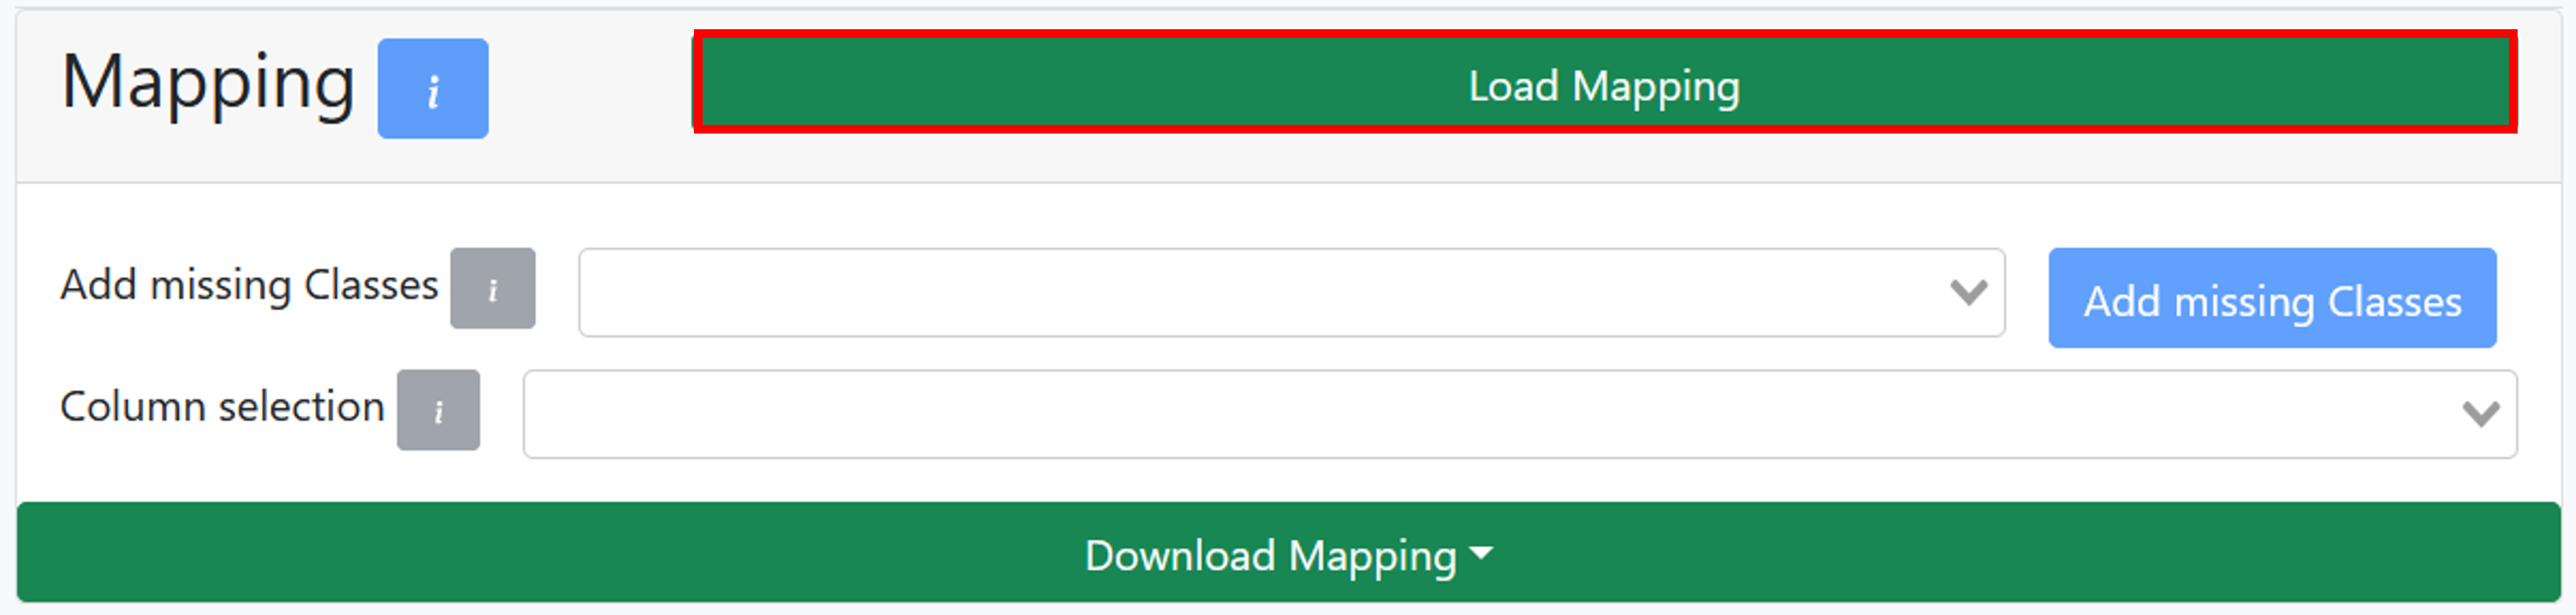 Mapping i Load Mapping
Add missing Classes i Add missing Classes
Column selection i
Download Mapping